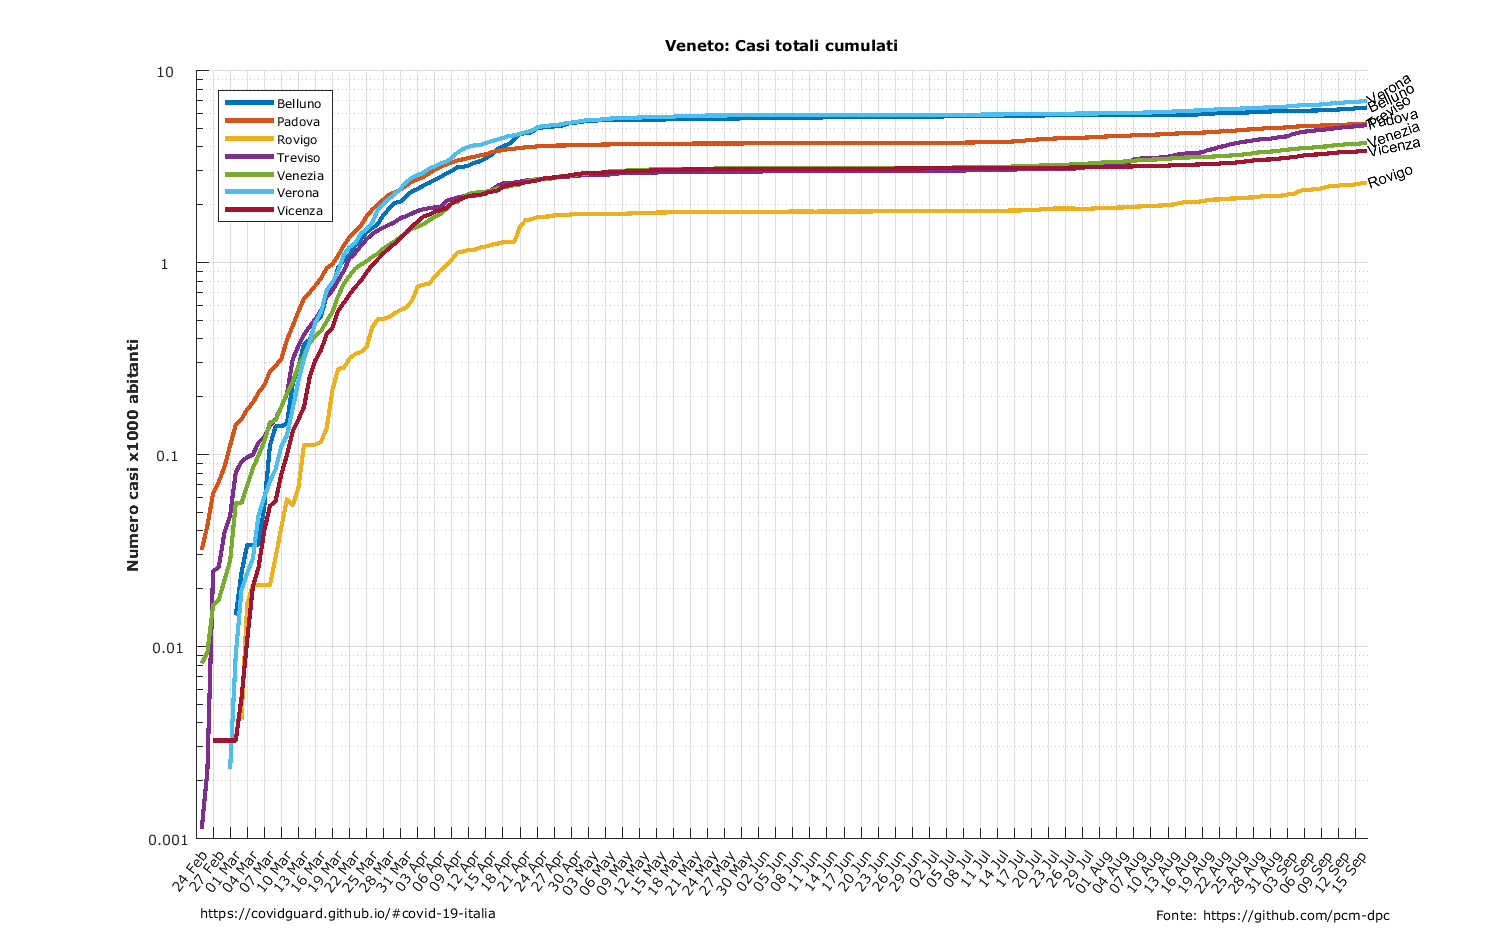 Veneto: Casi totali cumulati
Numero casi x1000 abitanti
10
1
0.1
0.01
0.001
Belluno
Padova
Rovigo
Treviso
Venezia
Verona
Vicenza
Verona
Belluno
Treviso
Padova
Venezia
Vicenza
Rovigo
24 Feb
27 Feb
01 Mar
04 Mar
07 Mar
10 Mar
13 Mar
16 Mar
19 Mar
22 Mar
25 Mar
28 Mar
31 Mar
03 Apr
06 Apr
09 Apr
12 Apr
15 Apr
18 Apr
21 Apr
24 Apr
27 Apr
30 Apr
03 May
06 May
09 May
12 May
15 May
18 May
21 May
24 May
27 May
30 May
02 Jun
05 Jun
08 Jun
11 Jun
14 Jun
17 Jun
20 Jun
23 Jun
26 Jun
29 Jun
02 Jul
05 Jul
08 Jul
11 Jul
14 Jul
17 Jul
20 Jul
23 Jul
26 Jul
29 Jul
01 Aug
04 Aug
07 Aug
10 Aug
13 Aug
16 Aug
19 Aug
22 Aug
25 Aug
28 Aug
31 Aug
03 Sep
06 Sep
09 Sep
12 Sep
15 Sep
https://covidguard.github.io/#covid-19-italia
Fonte: https://github.com/pcm-dpc